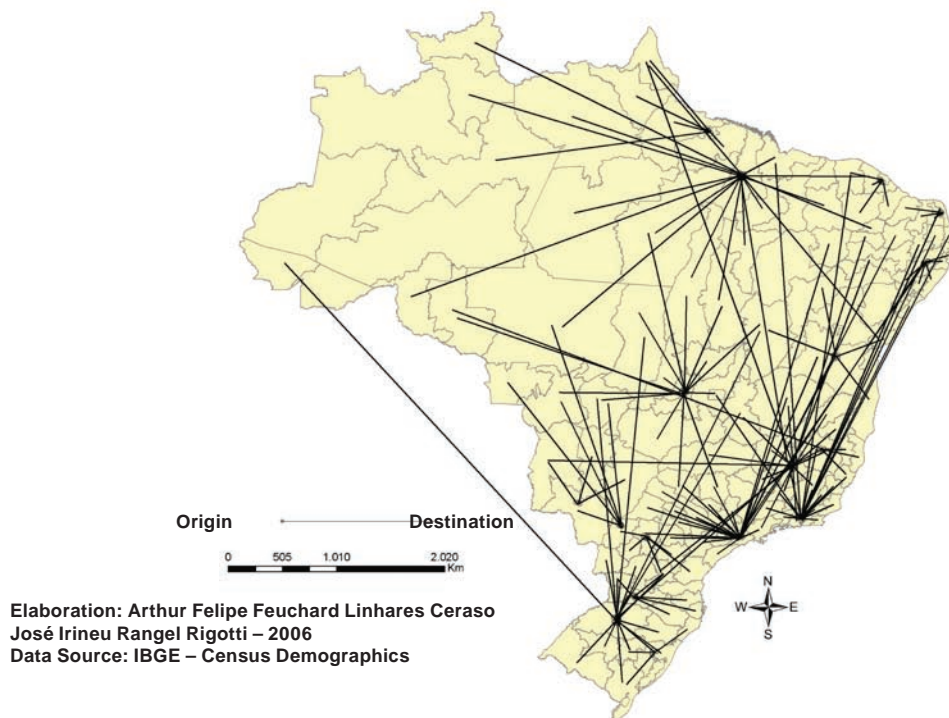 Origin Destination
0 505 1.010 2.020
Km
N
W E
S
Elaboration: Arthur Felipe Feuchard Linhares Ceraso
José Irineu Rangel Rigotti – 2006
Data Source: IBGE – Census Demographics